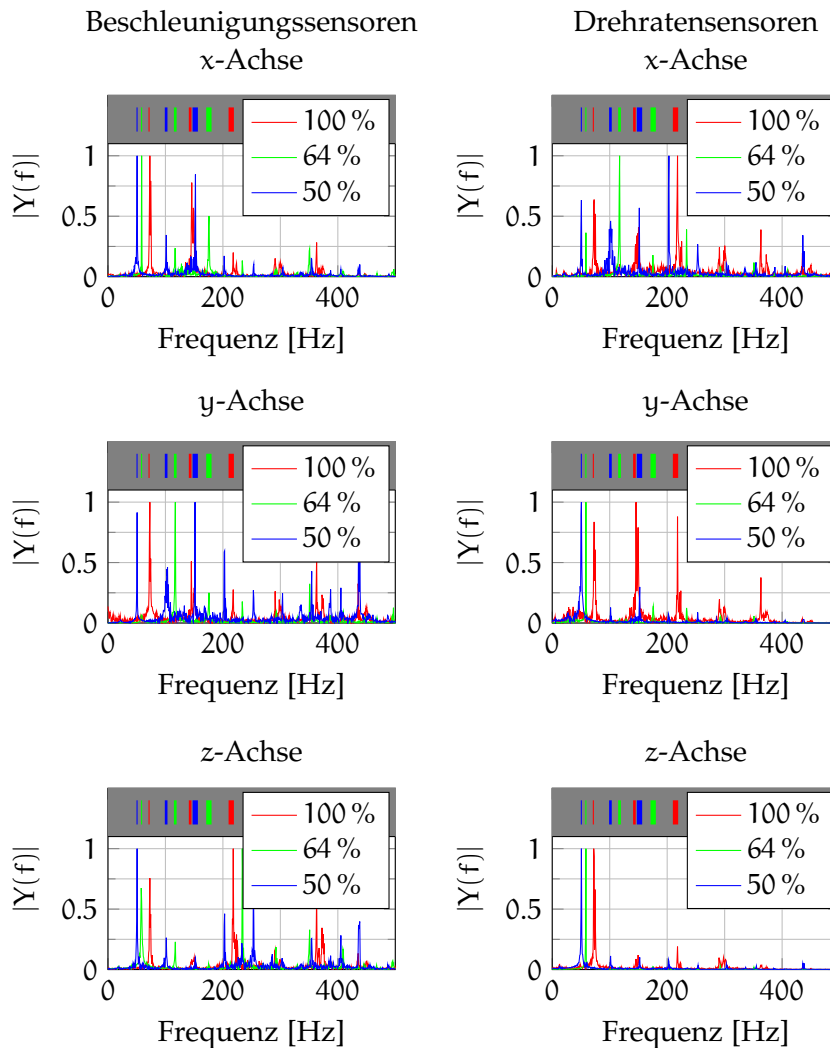 Beschleunigungssensoren
x-Achse
100 %
64 %
50 %
|Y(f)|
1
0.5
0
0
200
400
Frequenz [Hz]
Drehratensensoren
x-Achse
100 %
64 %
50 %
|Y(f)|
1
0.5
0
0
200
400
Frequenz [Hz]
y-Achse
100 %
64 %
50 %
|Y(f)|
1
0.5
0
0
200
400
Frequenz [Hz]
y-Achse
100 %
64 %
50 %
|Y(f)|
1
0.5
0
0
200
400
Frequenz [Hz]
z-Achse
100 %
64 %
50 %
|Y(f)|
1
0.5
0
0
200
400
Frequenz [Hz]
z-Achse
100 %
64 %
50 %
|Y(f)|
1
0.5
0
0
200
400
Frequenz [Hz]